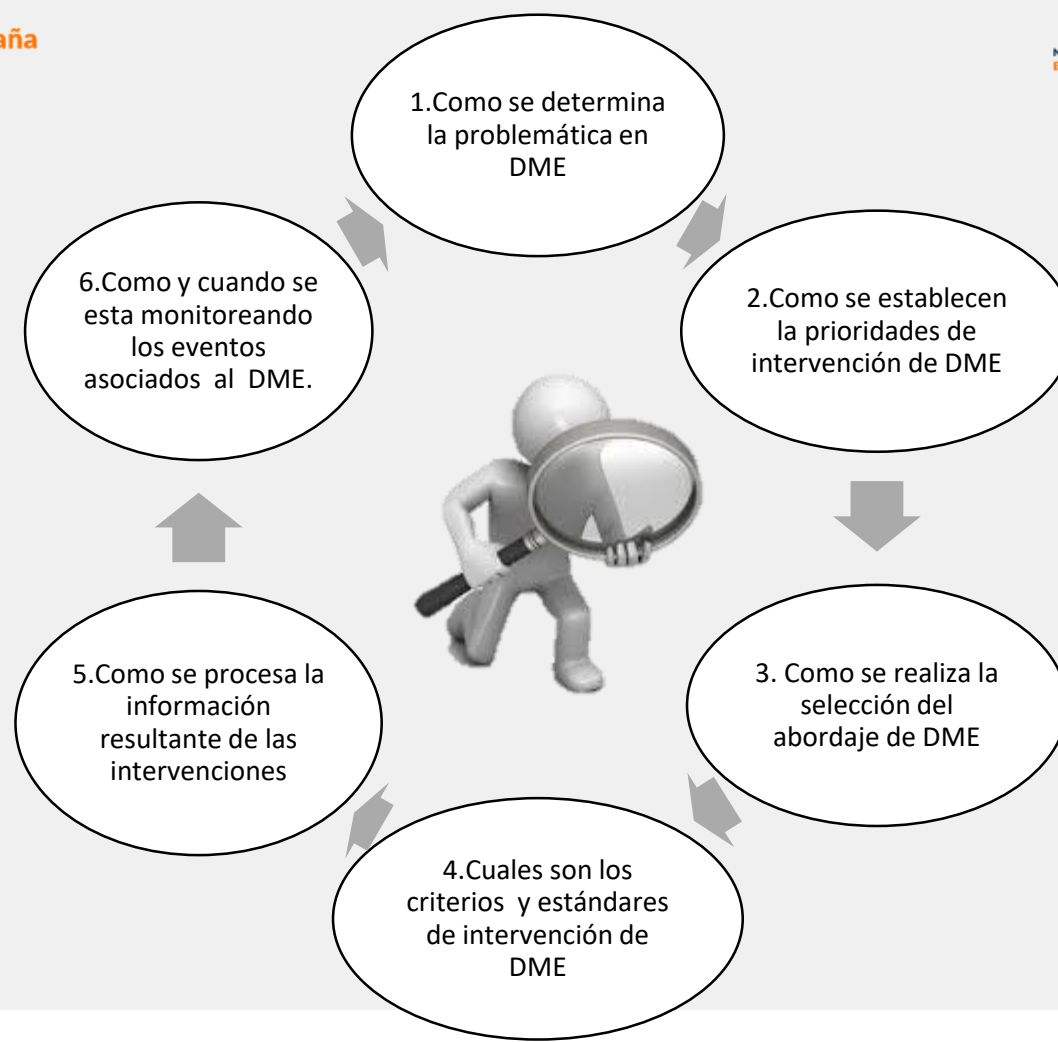 aña
1.Como se determina
la problemática en
DME
2.Como se establecen
la prioridades de
intervención de DME
3. Como se realiza la
selección del
abordaje de DME
4.Cuales son los
criterios y estándares
de intervención de
DME
5.Como se procesa la
información
resultante de las
intervenciones
6.Como y cuando se
esta monitoreando
los eventos
asociados al DME.